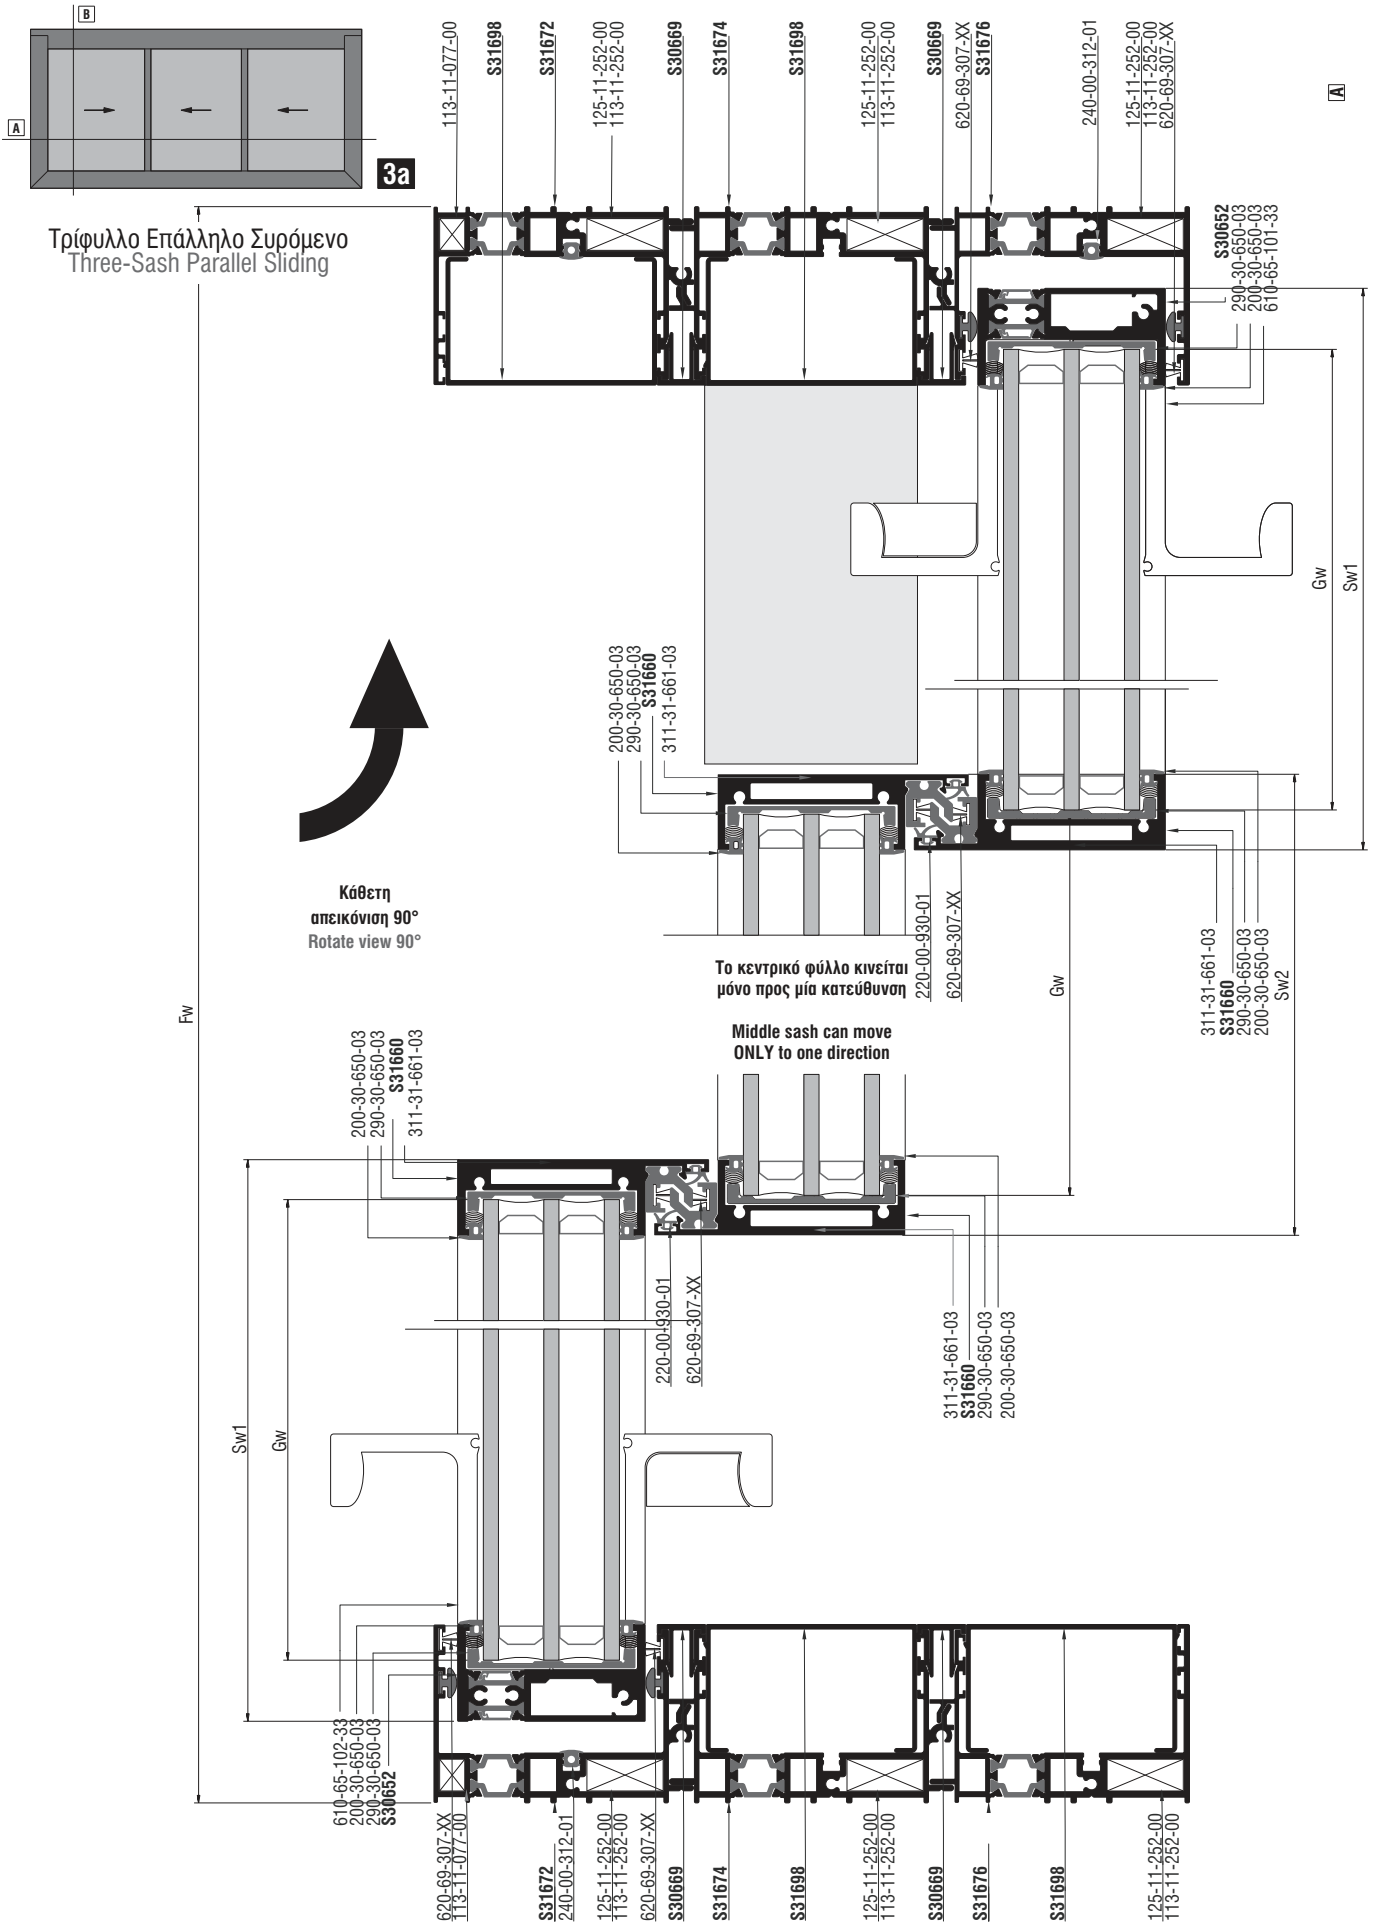 B
A
3a
Τρίφυλλο Επάλληλο Συρόμενο
Three-Sash Parallel Sliding
113-11-077-00
S31698
S31672
125-11-252-00
113-11-252-00
S30669
S31674
S31698
125-11-252-00
113-11-252-00
S30669
620-69-307-XX
S31676
240-00-312-01
125-11-252-00
113-11-252-00
620-69-307-XX
A
S30652
290-30-650-03
200-30-650-03
610-65-101-33
Gw
Sw1
200-30-650-03
290-30-650-03
S31660
311-31-661-03
Κάθετη
απεικόνιση 90°
Rotate view 90°
220-00-930-01
620-69-307-XX
Το κεντρικό φύλλο κινείται
μόνο προς μία κατεύθυνση
Middle sash can move
ONLY to one direction
Gw
311-31-661-03
S31660
290-30-650-03
200-30-650-03
Sw2
Fw
200-30-650-03
290-30-650-03
S31660
311-31-661-03
220-00-930-01
620-69-307-XX
311-31-661-03
S31660
290-30-650-03
200-30-650-03
Sw1
Gw
610-65-102-33
200-30-650-03
290-30-650-03
S30652
620-69-307-XX
113-11-077-00
S31672
240-00-312-01
125-11-252-00
113-11-252-00
620-69-307-XX
S30669
S31674
S31698
125-11-252-00
113-11-252-00
S30669
S31676
S31698
125-11-252-00
113-11-252-00